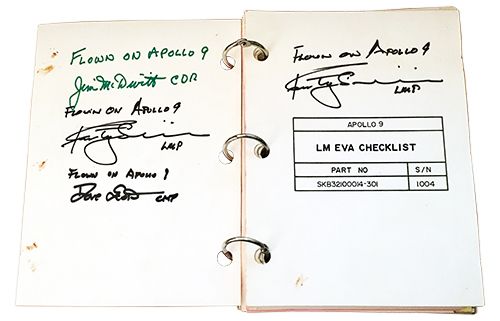 FLOWN ON APOLLO 9
Jim McDivitt CDR
FLOWN ON APOLLO 9
LMP
FLOWN ON APOLLO 9
Dave Scott CMP
FLOWN ON APOLLO 9
LMP
APOLLO 9
LM EVA CHECKLIST
PART NO S/N
SKB32100014-301 1004